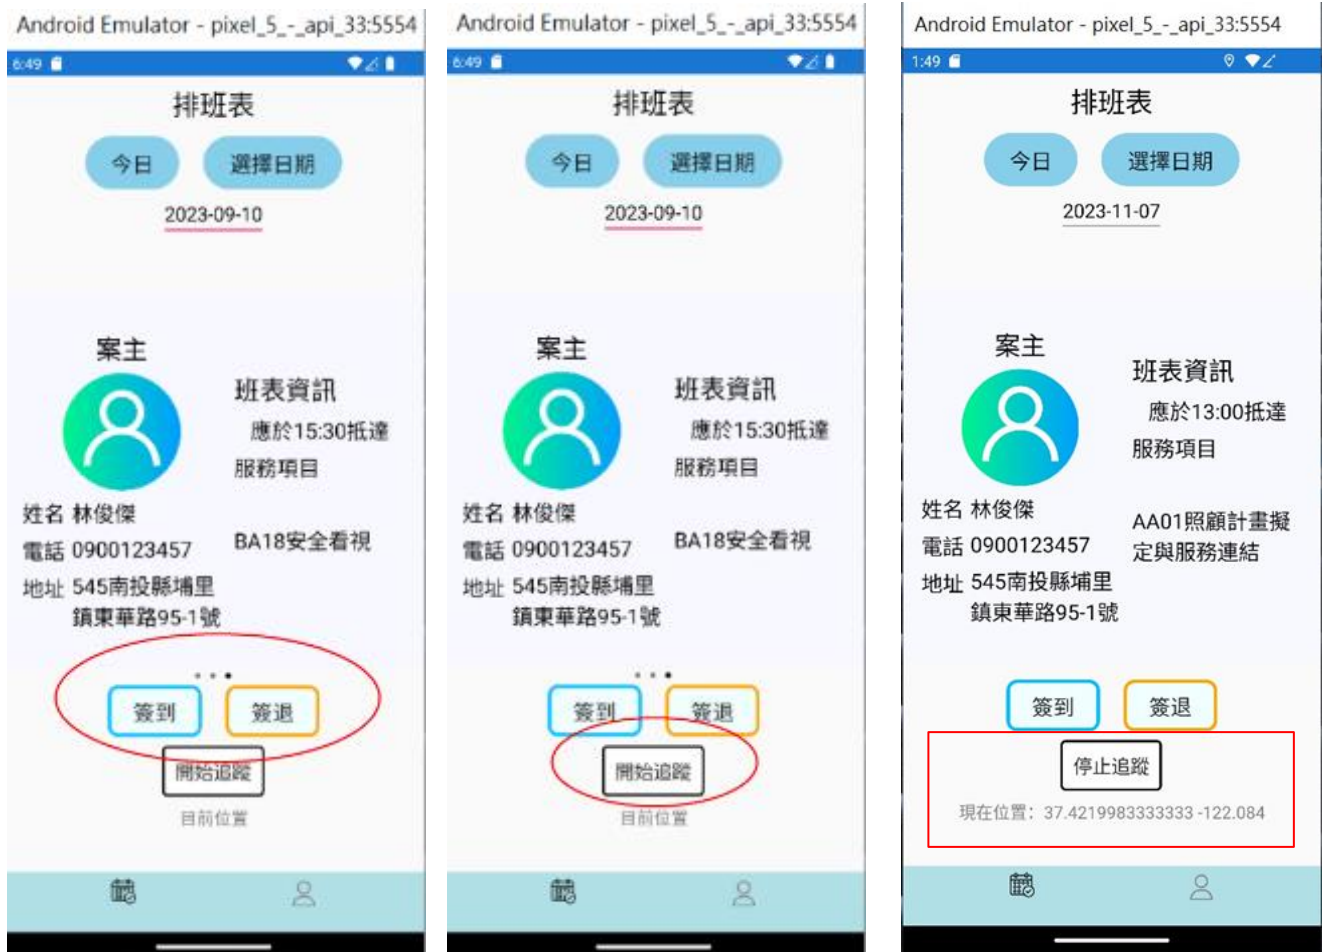 Android Emulator - pixel_5_-_api_33:5554
6:49
排班表
今日
選擇日期
2023-09-10
案主
班表資訊
應於15:30抵達
服務項目
姓名 林俊傑
電話 0900123457
BA18安全看視
地址 545南投縣埔里
鎮東華路95-1號
簽到
簽退
開始追蹤
目前位置
Android Emulator - pixel_5_-_api_33:5554
6:49
排班表
今日
選擇日期
2023-09-10
案主
班表資訊
應於15:30抵達
服務項目
姓名 林俊傑
電話 0900123457
BA18安全看視
地址 545南投縣埔里
鎮東華路95-1號
簽到
簽退
開始追蹤
目前位置
Android Emulator - pixel_5_-_api_33:5554
1:49
排班表
今日
選擇日期
2023-11-07
案主
班表資訊
應於13:00抵達
服務項目
姓名 林俊傑
電話 0900123457
AA01照顧計畫擬
定與服務連結
地址 545南投縣埔里
鎮東華路95-1號
簽到
簽退
停止追蹤
現在位置：37.4219983333333 -122.084